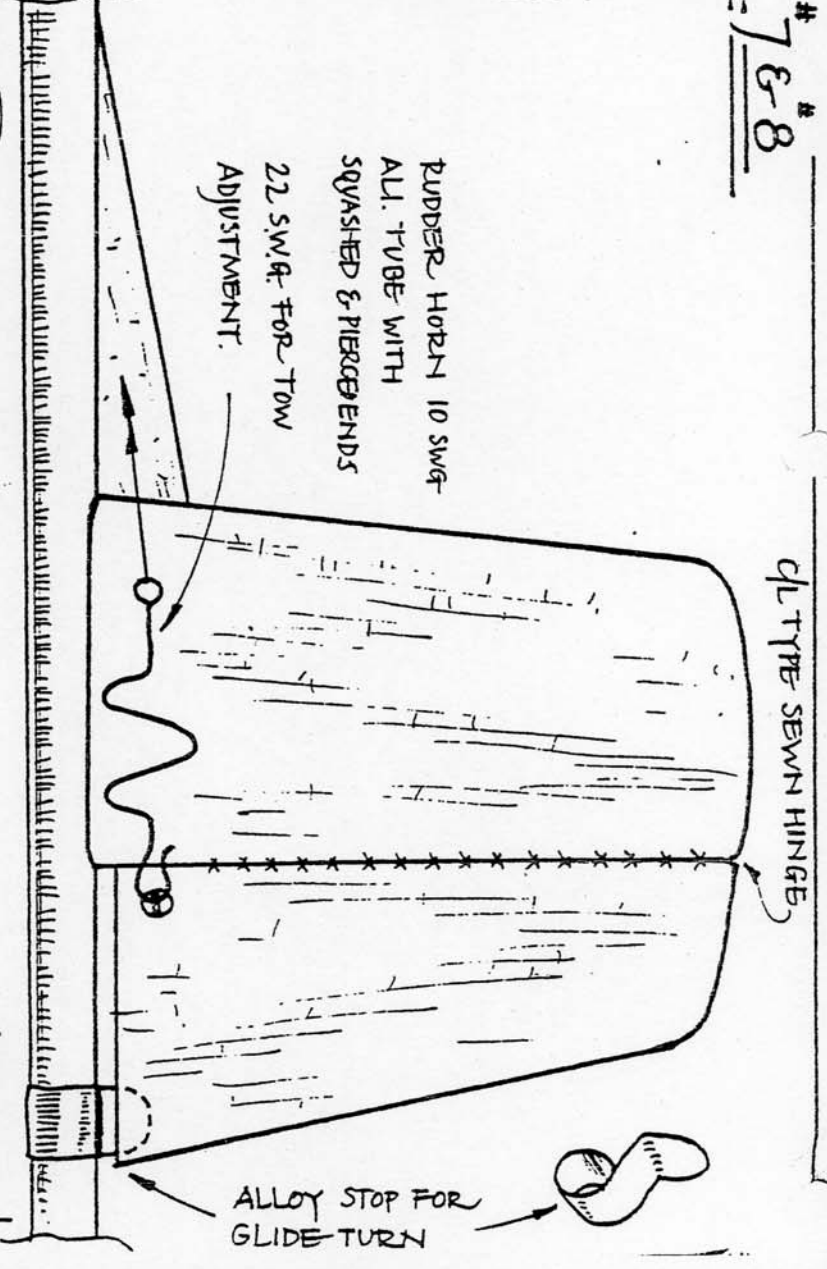 # 7 & # 8
C/L TYPE SEWN HINGE
RUDDER HORN 10 SWG
ALI. TUBE WITH
SQUASHED & PIERCED ENDS
22 S.W.G FOR TOW
ADJUSTMENT.
ALLOY STOP FOR
GLIDE-TURN